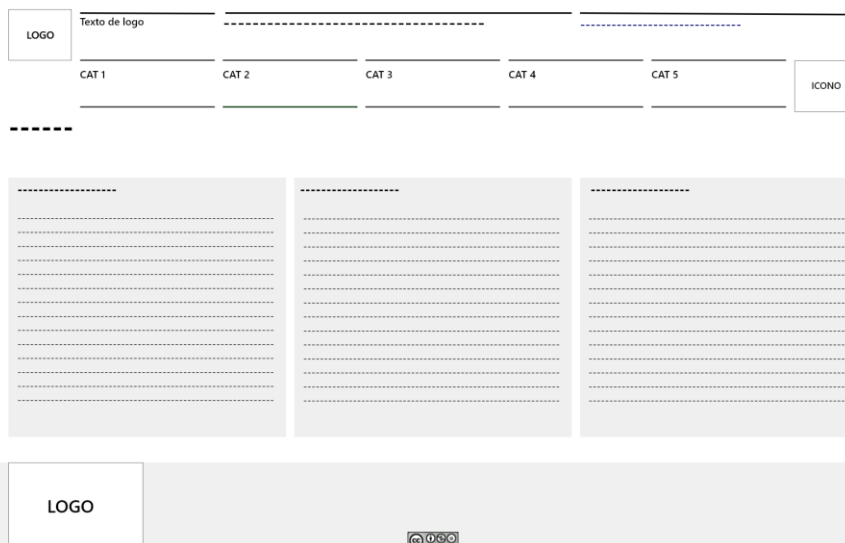 LOGO
Texto de logo
CAT 1
CAT 2
CAT 3
CAT 4
CAT 5
ICONO
LOGO